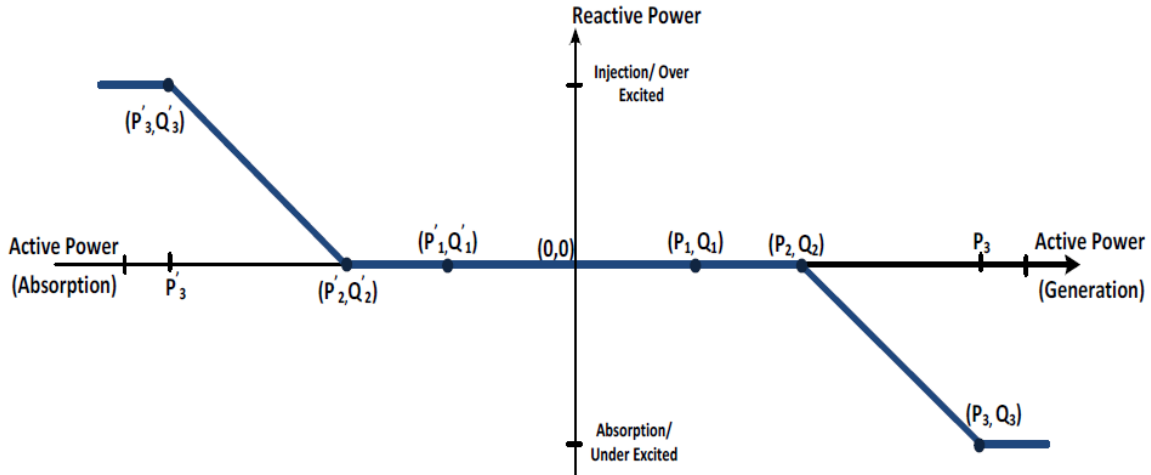 Reactive Power
Injection/ Over
Excited
(P'3,Q'3)
Active Power
(Absorption)
P'3
(P'2,Q'2)
(P'1,Q'1)
(0,0)
(P1, Q1)
(P2, Q2)
P3
Active Power
(Generation)
(P3, Q3)
Absorption/
Under Excited